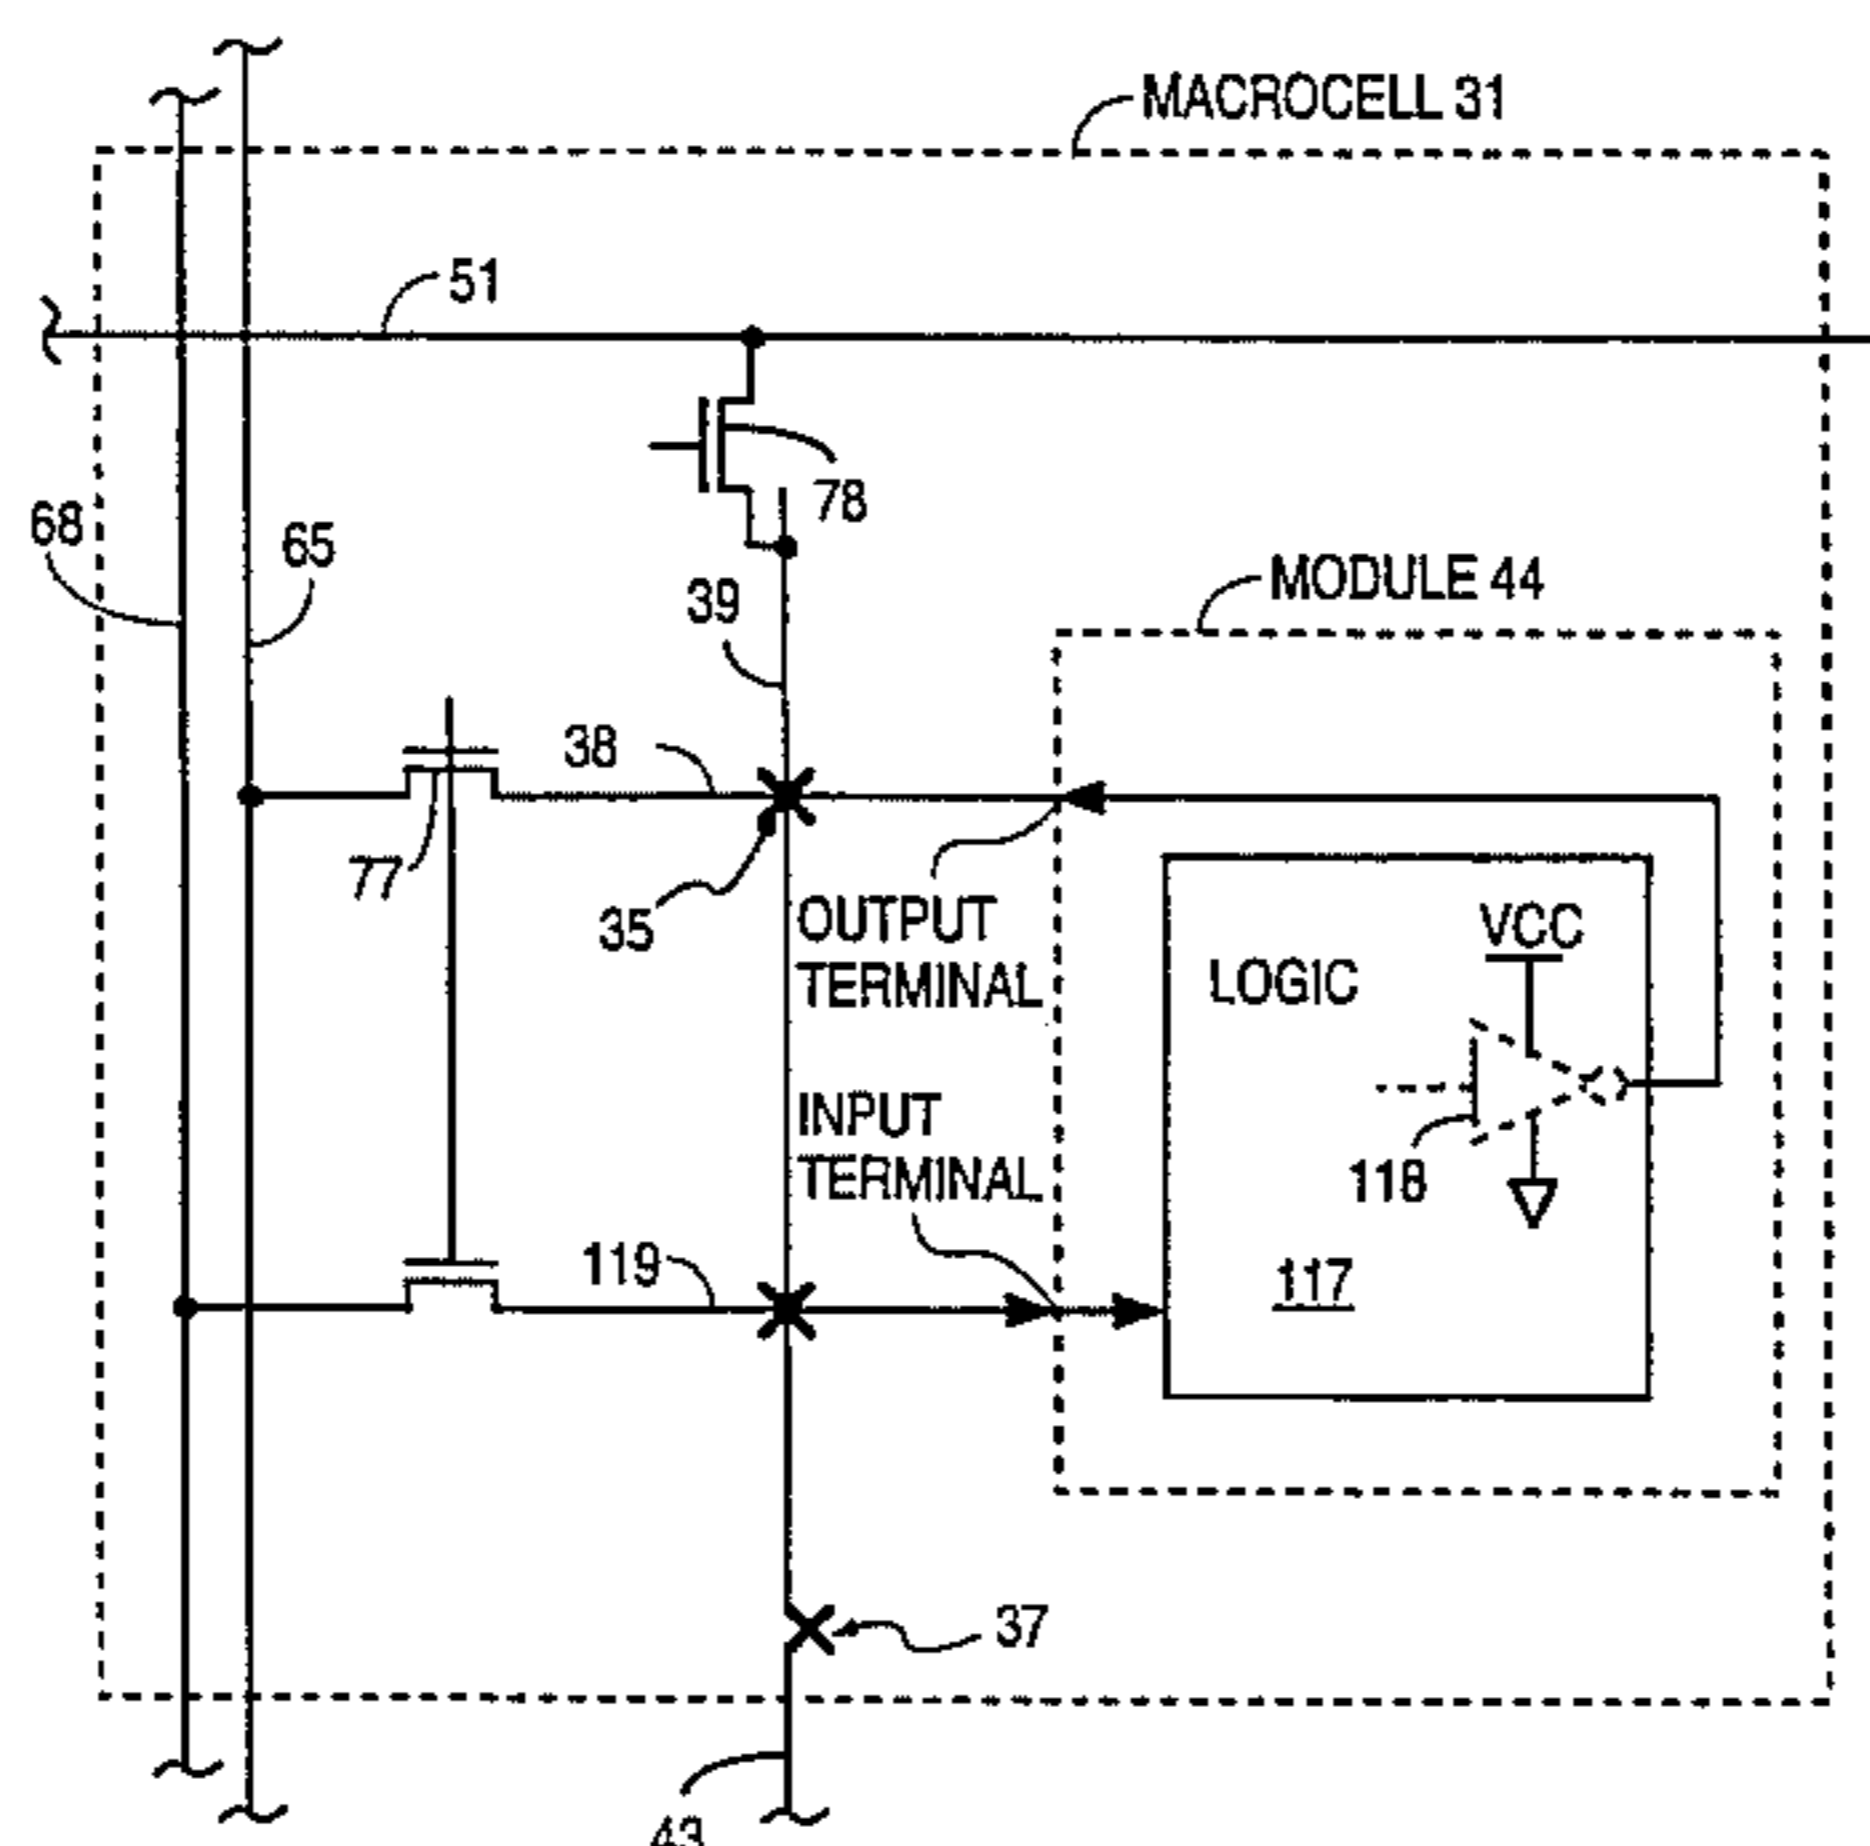 MACROCELL 31
51
78
68
65
39
MODULE 44
38
77
35
OUTPUT
TERMINAL
VCC
LOGIC
INPUT
TERMINAL
118
119
117
37
43